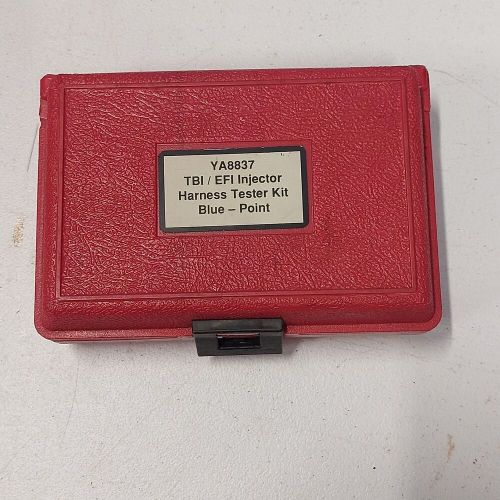 YA8837
TBI / EFI Injector
Harness Tester Kit
Blue – Point